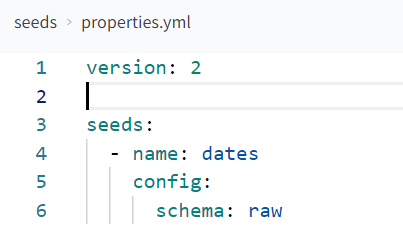 seeds > properties.yml
1 version: 2
2
3 seeds:
4 - name: dates
5 config:
6 schema: raw